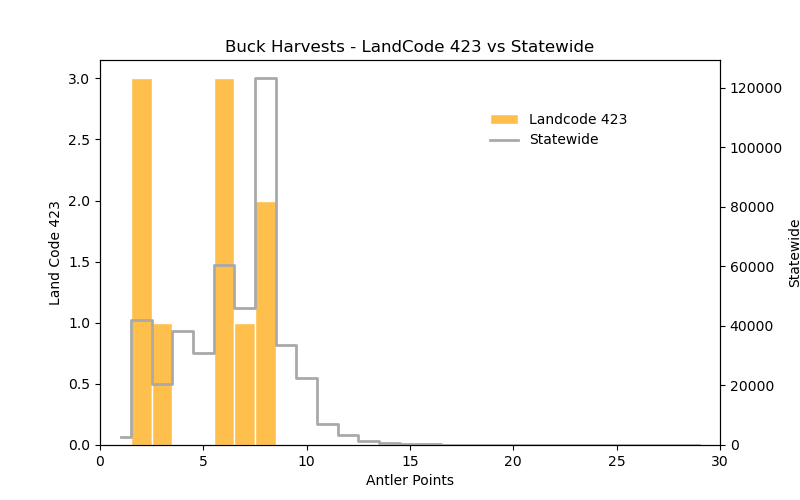 Buck Harvests - LandCode 423 vs Statewide
3.0
2.5
2.0
1.5
1.0
0.5
0.0
Land Code 423
120000
100000
80000
60000
40000
20000
0
Statewide
Landcode 423
Statewide
0 5 10 15 20 25 30
Antler Points